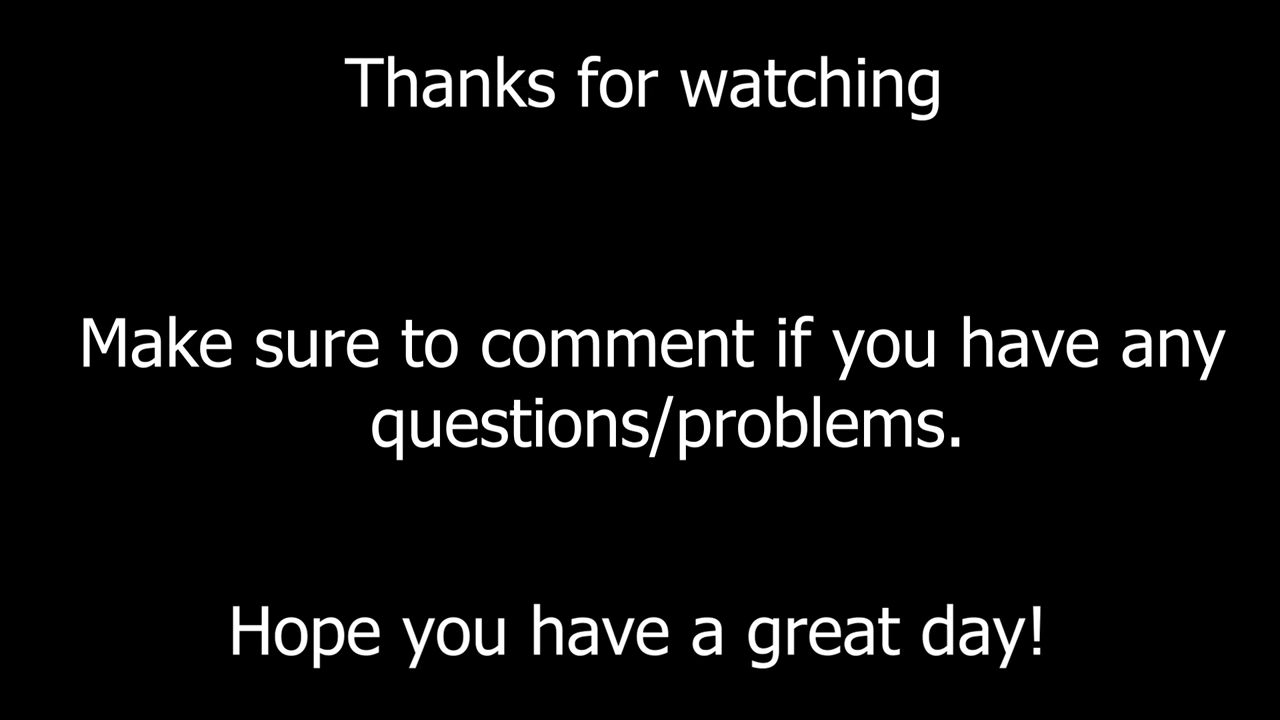 Thanks for watching
Make sure to comment if you have any
questions/problems.
Hope you have a great day!